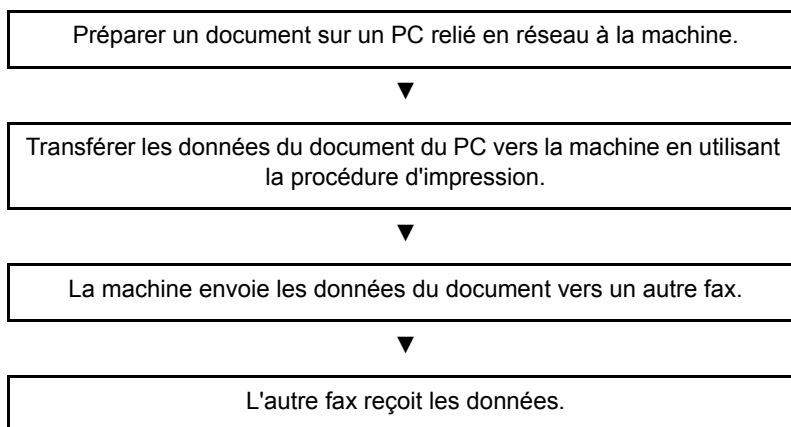 Préparer un document sur un PC relié en réseau à la machine.
▼
Transférer les données du document du PC vers la machine en utilisant
la procédure d'impression.
▼
La machine envoie les données du document vers un autre fax.
▼
L'autre fax reçoit les données.